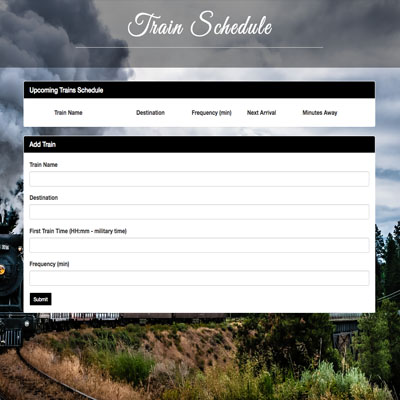 Train Schedule
Upcoming Trains Schedule
Train Name Destination Frequency (min) Next Arrival Minutes Away
Add Train
Train Name
Destination
First Train Time (HH:mm - military time)
Frequency (min)
Submit